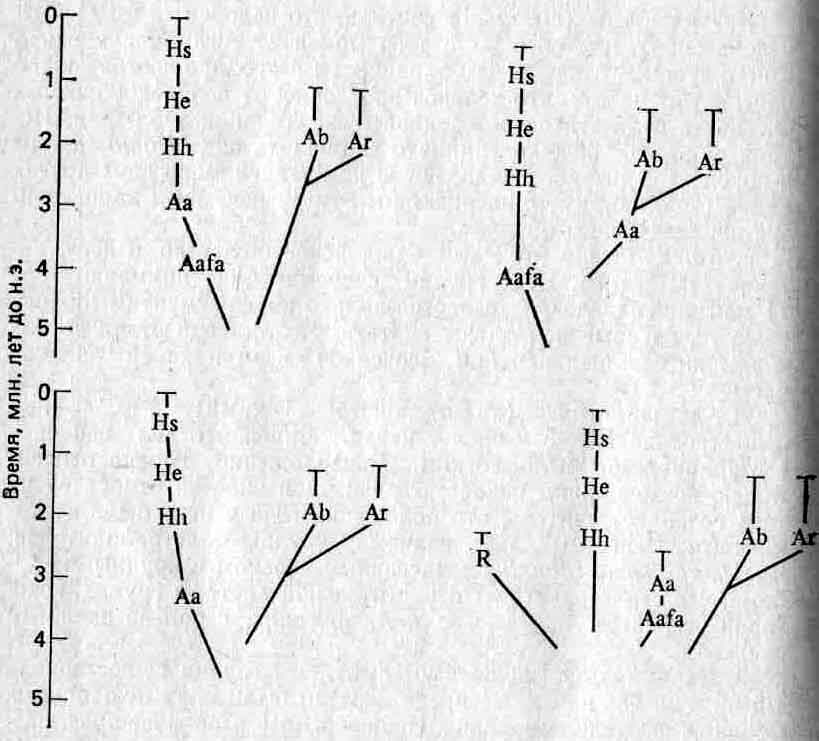 Время, млн. лет до н.э.
0
1
2
3
4
5
Hs
He
Hh
Aa
Aafa
Ab
Ar
Hs
He
Hh
Aafa
Ab
Ar
Aa
0
1
2
3
4
5
Hs
He
Hh
Aa
Ab
Ar
R
Hs
He
Hh
Aa
Aafa
Ab
Ar